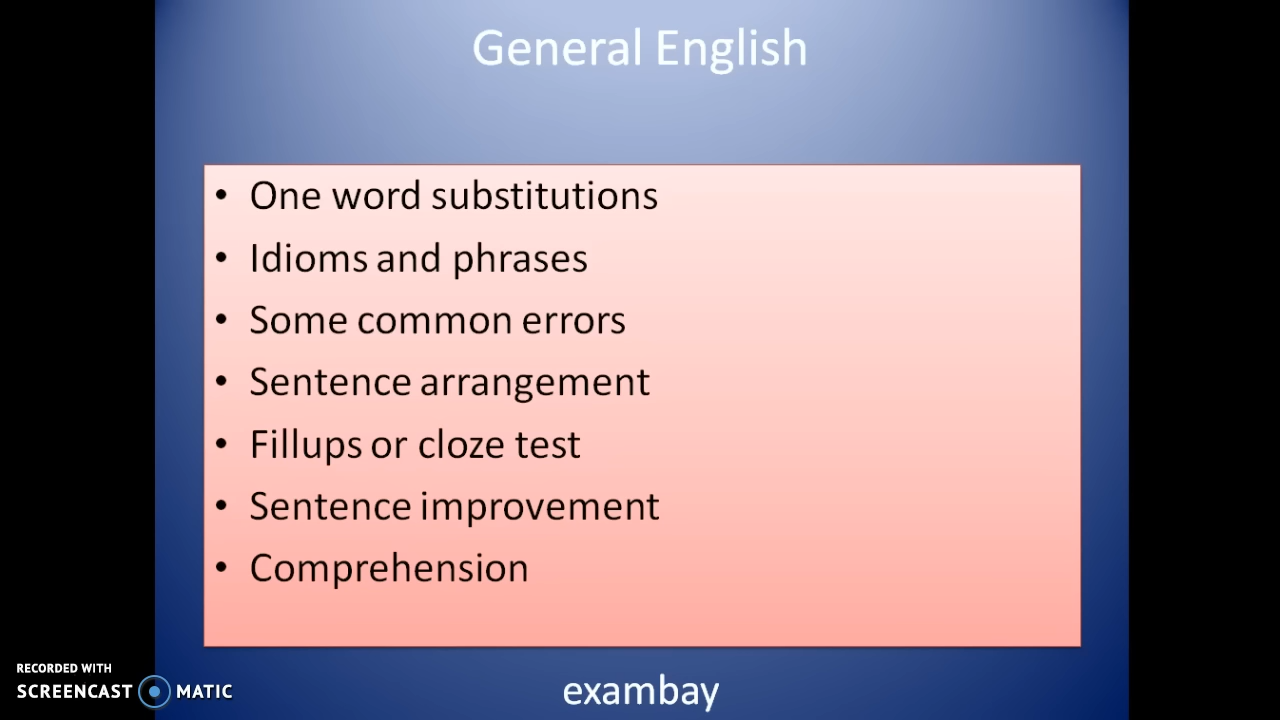 General English
• One word substitutions
• Idioms and phrases
• Some common errors
• Sentence arrangement
• Fillups or cloze test
• Sentence improvement
• Comprehension
RECORDED WITH
SCREENCAST MATIC
exambay